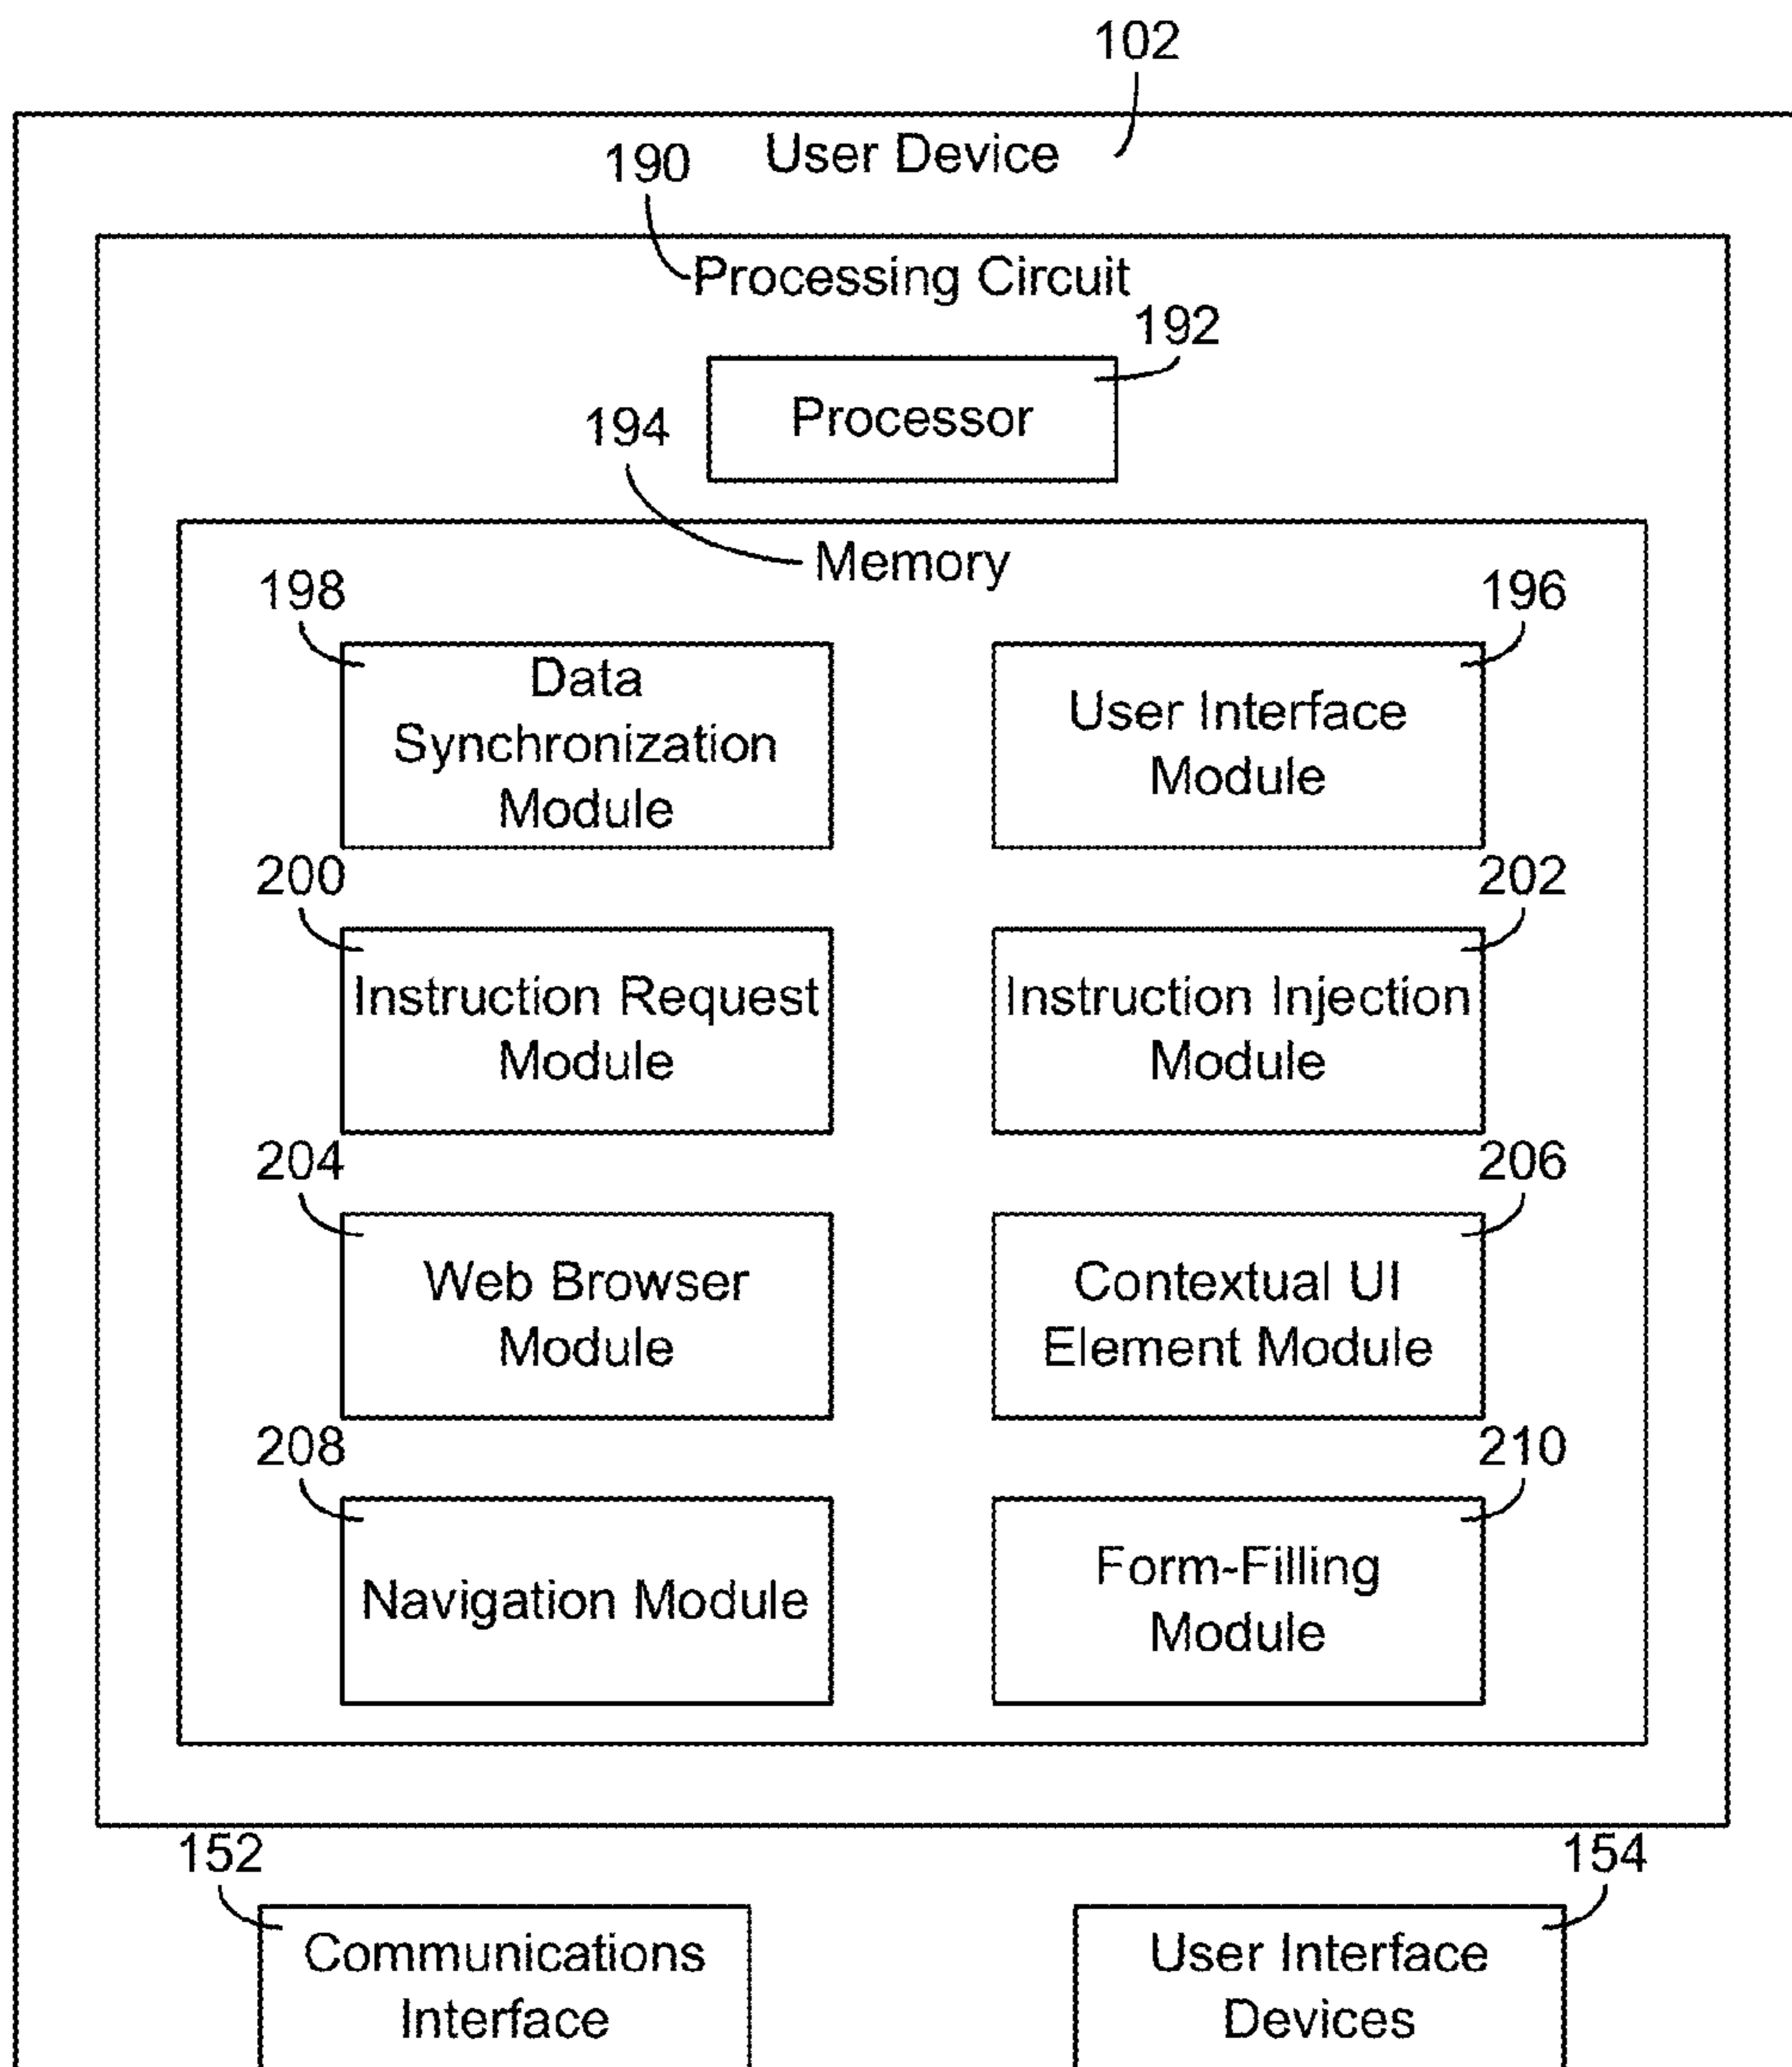 102
User Device
190
Processing Circuit
192
Processor
194
Memory
198
196
Data
Synchronization
Module
User Interface
Module
200
202
Instruction Request
Module
Instruction Injection
Module
204
206
Web Browser
Module
Contextual UI
Element Module
208
210
Navigation Module
Form-Filling
Module
152
154
Communications
Interface
User Interface
Devices